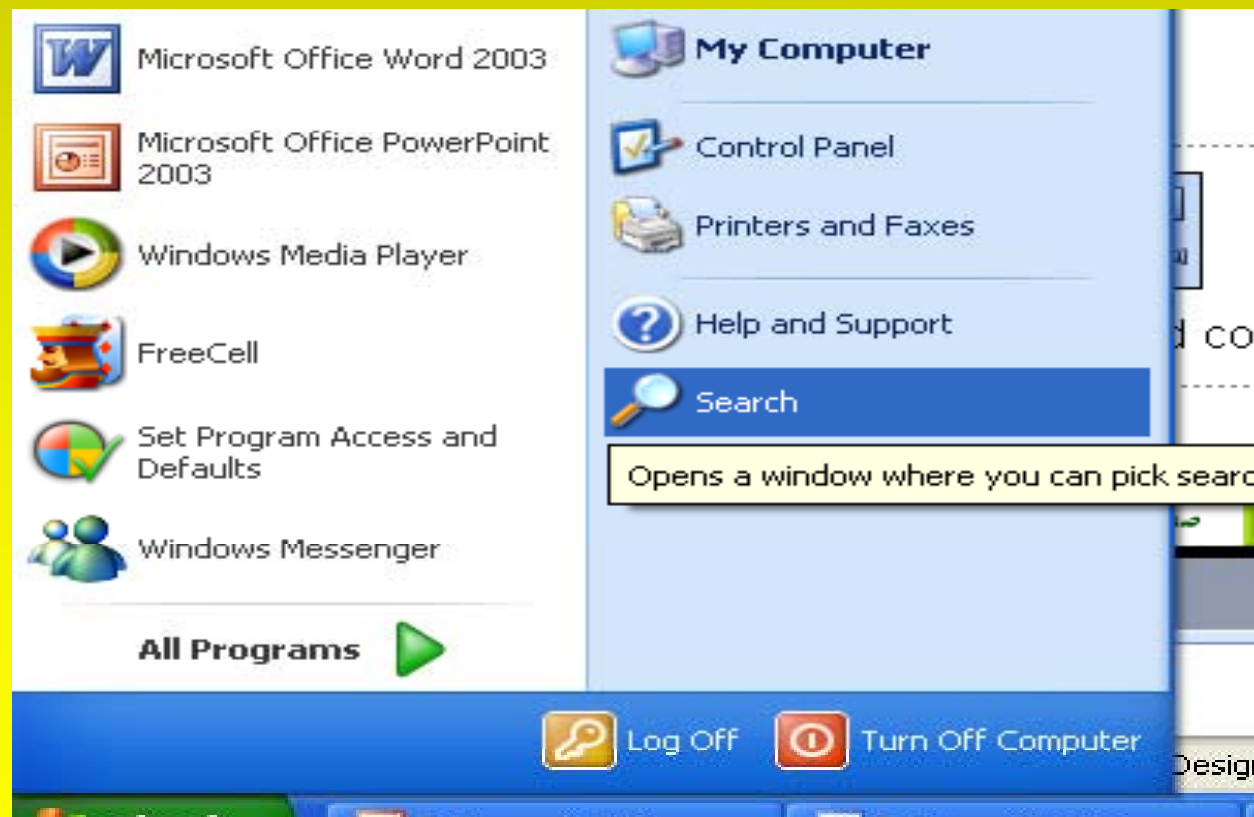 Microsoft Office Word 2003
Microsoft Office PowerPoint
2003
Windows Media Player
FreeCell
Set Program Access and
Defaults
Windows Messenger
All Programs
My Computer
Control Panel
Printers and Faxes
Help and Support
Search
Opens a window where you can pick searc
Log Off
Turn Off Computer
d co
Desig